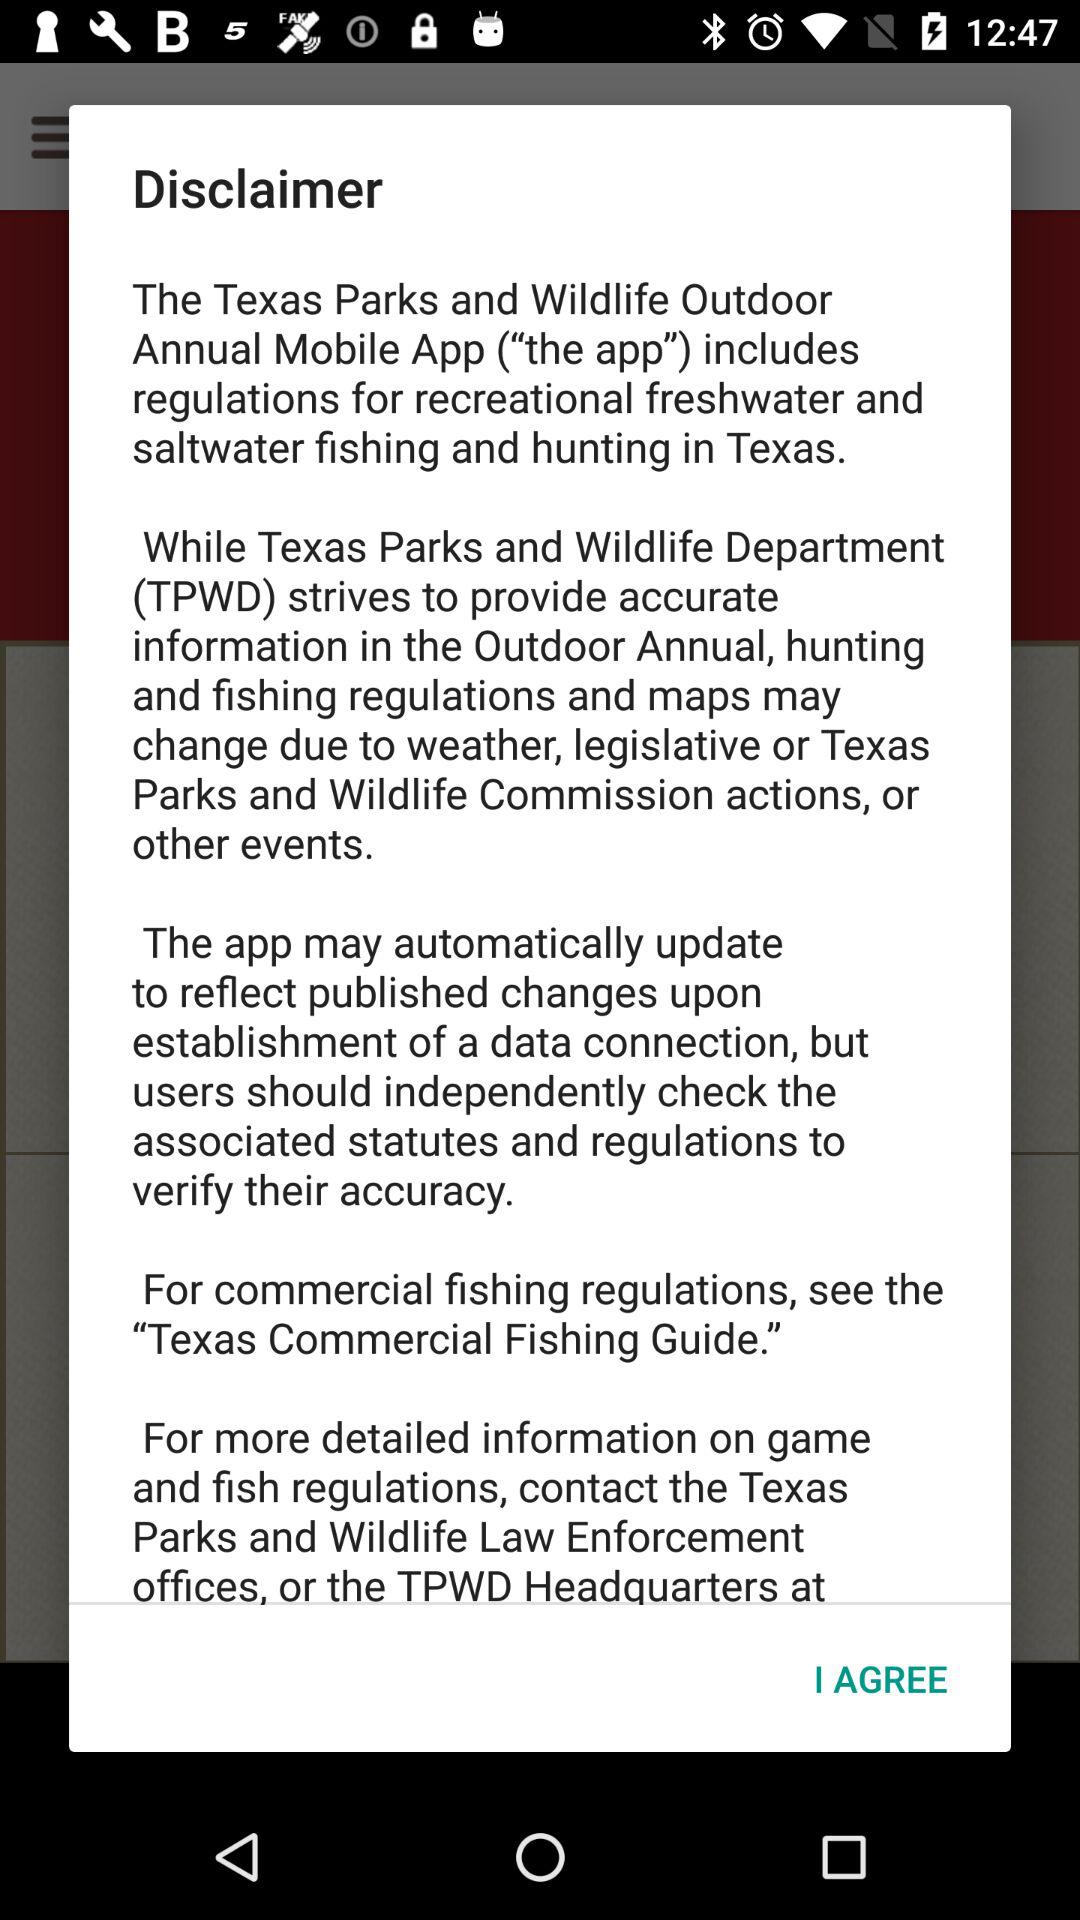 B 5 FAKE 12:47
Disclaimer
The Texas Parks and Wildlife Outdoor
Annual Mobile App (“the app”) includes
regulations for recreational freshwater and
saltwater fishing and hunting in Texas.
While Texas Parks and Wildlife Department
(TPWD) strives to provide accurate
information in the Outdoor Annual, hunting
and fishing regulations and maps may
change due to weather, legislative or Texas
Parks and Wildlife Commission actions, or
other events.
The app may automatically update
to reflect published changes upon
establishment of a data connection, but
users should independently check the
associated statutes and regulations to
verify their accuracy.
For commercial fishing regulations, see the
“Texas Commercial Fishing Guide.”
For more detailed information on game
and fish regulations, contact the Texas
Parks and Wildlife Law Enforcement
offices, or the TPWD Headquarters at
I AGREE